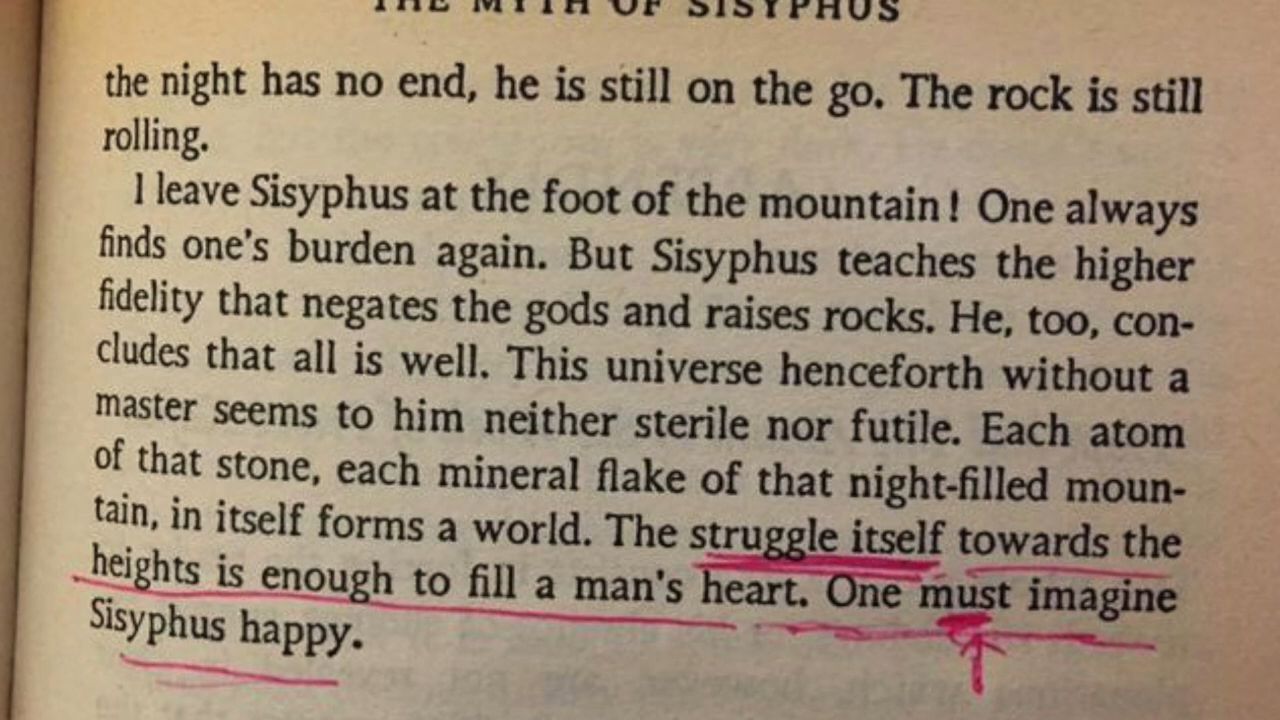 THE MYTH OF SISYPHUS
the night has no end, he is still on the go. The rock is still
rolling.
I leave Sisyphus at the foot of the mountain! One always
finds one's burden again. But Sisyphus teaches the higher
fidelity that negates the gods and raises rocks. He, too, con-
cludes that all is well. This universe henceforth without a
master seems to him neither sterile nor futile. Each atom
of that stone, each mineral flake of that night-filled moun-
tain, in itself forms a world. The struggle itself towards the
heights is enough to fill a man's heart. One must imagine
Sisyphus happy.